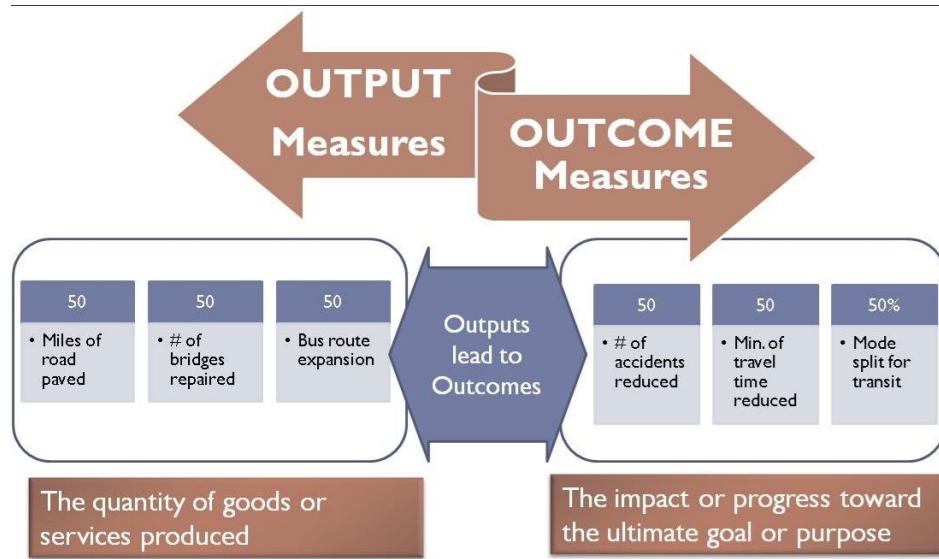 OUTPUT
Measures
OUTCOME
Measures
50
• Miles of
road
paved
50
• # of
bridges
repaired
50
• Bus route
expansion
Outputs
lead to
Outcomes
50
• # of
accidents
reduced
50
• Min. of
travel
time
reduced
50%
• Mode
split for
transit
The quantity of goods or
services produced
The impact or progress toward
the ultimate goal or purpose